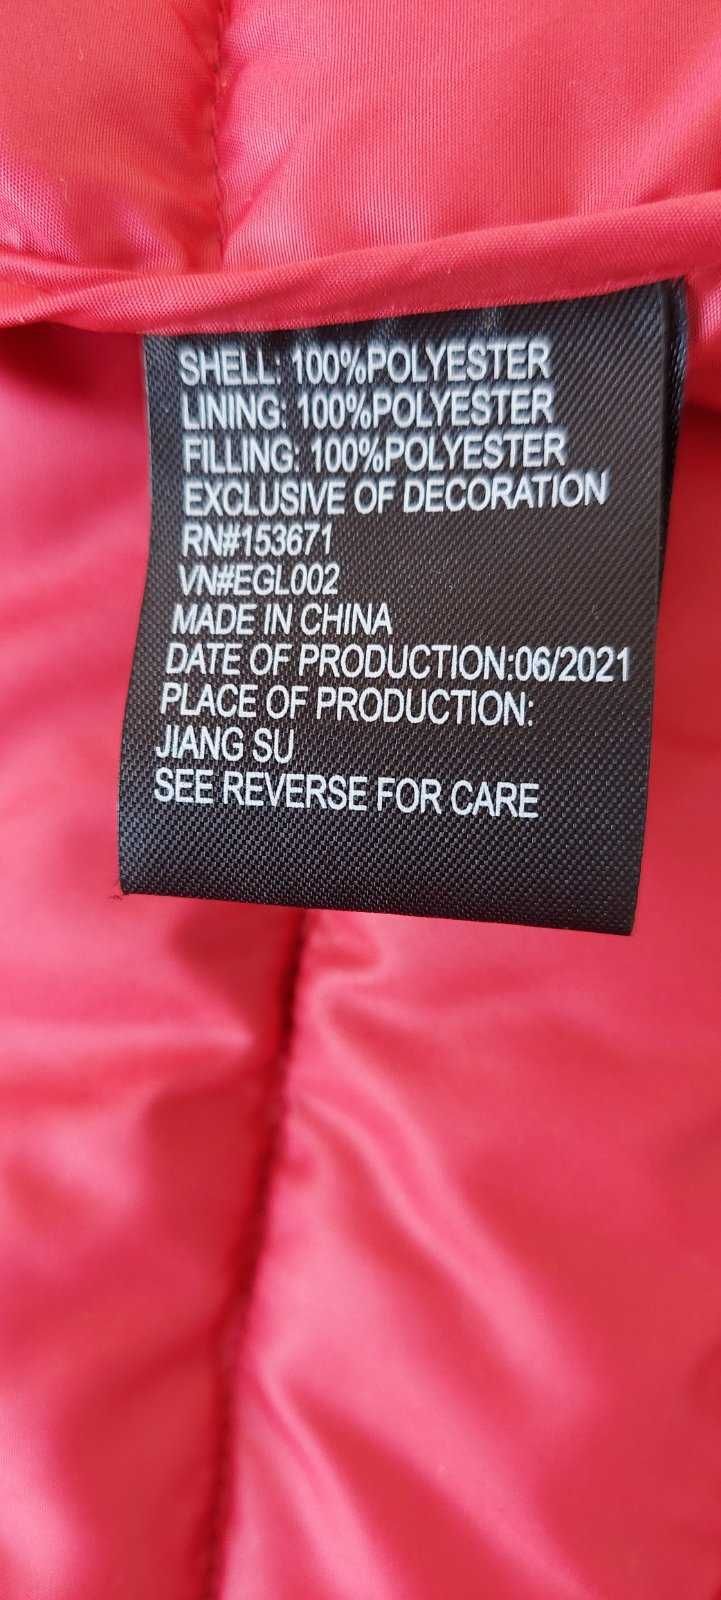 SHELL: 100%POLYESTER
LINING: 100%POLYESTER
FILLING: 100%POLYESTER
EXCLUSIVE OF DECORATION
RN#153671
VN#EGL002
MADE IN CHINA
DATE OF PRODUCTION:06/2021
PLACE OF PRODUCTION:
JIANG SU
SEE REVERSE FOR CARE